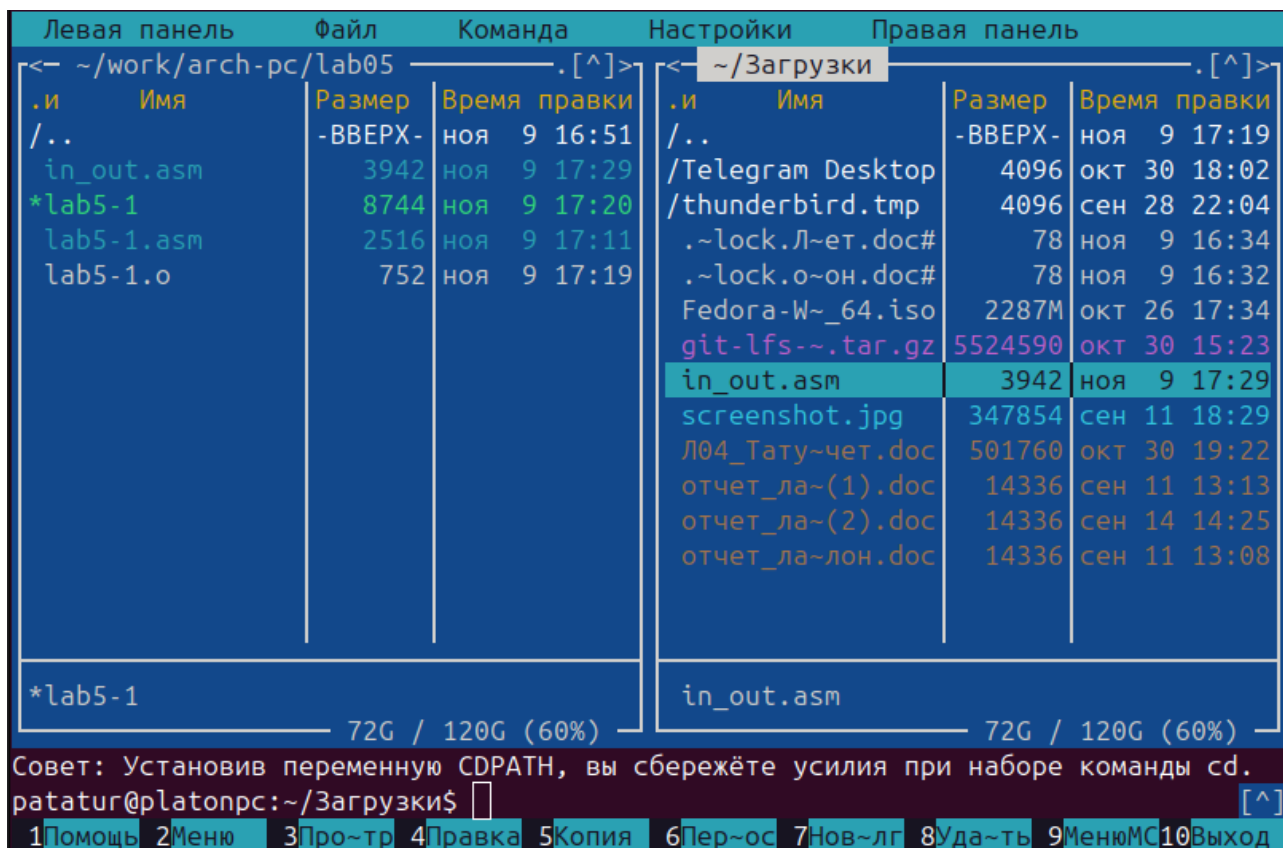 Левая панель Файл Команда Настройки Правая панель
<─ ~/work/arch-pc/lab05 ─.[^]>
.и Имя Размер Время правки
/.. -ВВЕРХ- ноя 9 16:51
in_out.asm 3942 ноя 9 17:29
*lab5-1 8744 ноя 9 17:20
lab5-1.asm 2516 ноя 9 17:11
lab5-1.o 752 ноя 9 17:19
*lab5-1
72G / 120G (60%)
<─ ~/Загрузки ─.[^]>
.и Имя Размер Время правки
/.. -ВВЕРХ- ноя 9 17:19
/Telegram Desktop 4096 окт 30 18:02
/thunderbird.tmp 4096 сен 28 22:04
.~lock.Л~ет.doc# 78 ноя 9 16:34
.~lock.о~он.doc# 78 ноя 9 16:32
Fedora-W~_64.iso 2287M окт 26 17:34
git-lfs-~.tar.gz 5524590 окт 30 15:23
in_out.asm 3942 ноя 9 17:29
screenshot.jpg 347854 сен 11 18:29
Л04_Тату~чет.doc 501760 окт 30 19:22
отчет_ла~(1).doc 14336 сен 11 13:13
отчет_ла~(2).doc 14336 сен 14 14:25
отчет_ла~лон.doc 14336 сен 11 13:08
in_out.asm
72G / 120G (60%)
Совет: Установив переменную CDPATH, вы сбережёте усилия при наборе команды cd.
patatur@platonpc:~/Загрузки$ [^]
1Помощь 2Меню 3Про~тр 4Правка 5Копия 6Пер~ос 7Нов~лг 8Уда~ть 9МенюМС10Выход